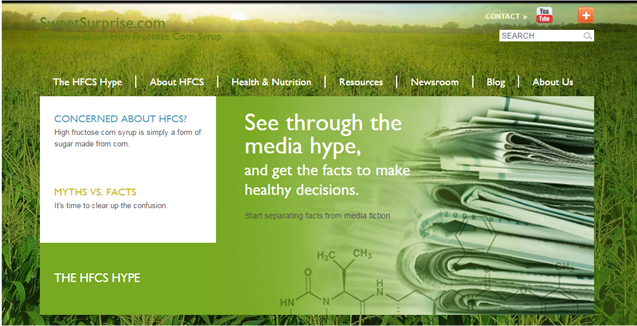 SweetSurprise.com
About High Fructose Corn Syrup
CONTACT
You
Tube
SEARCH
The HFCS Hype
About HFCS
Health & Nutrition
Resources
Newsroom
Blog
About Us
CONCERNED ABOUT HFCS?
High fructose corn syrup is simply a form of
sugar made from corn.
MYTHS VS. FACTS
It's time to clear up the confusion.
See through the
media hype,
and get the facts to make
healthy decisions.
Start separating facts from media fiction
THE HFCS HYPE
H₃C
CH₃
O
H
N
HN